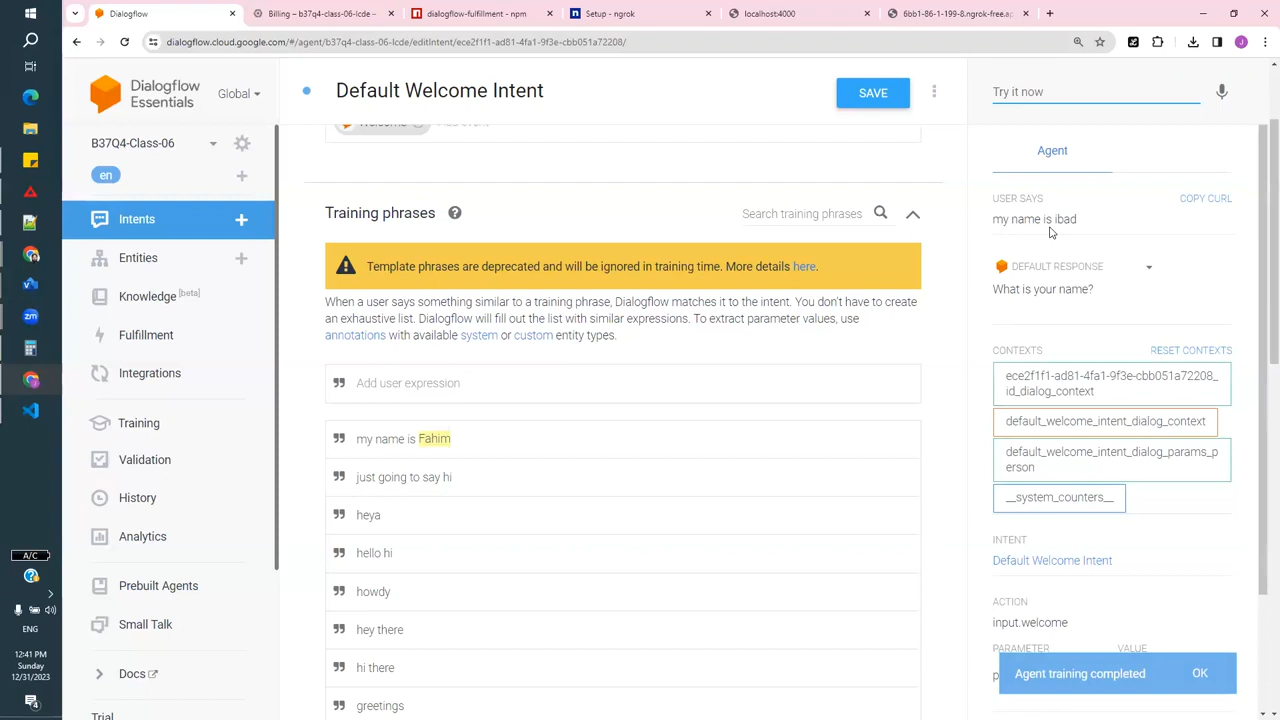 Dialogflow
Billing – b37q4-class-06-lcde –
dialogflow-fulfillment - npm
Setup - ngrok
localhost:4000
6bb1-86-1-199-8.ngrok-free.ap
dialogflow.cloud.google.com/#/agent/b37q4-class-06-lcde/editIntent/ece2f1f1-ad81-4fa1-9f3e-cbb051a72208/
J
Dialogflow
Essentials
Global
Default Welcome Intent
SAVE
Try it now
B37Q4-Class-06
en
Intents
Entities
Knowledge [beta]
Fulfillment
Integrations
Training
Validation
History
Analytics
Prebuilt Agents
Small Talk
Docs
Trial
Training phrases
Search training phrases
Template phrases are deprecated and will be ignored in training time. More details here.
When a user says something similar to a training phrase, Dialogflow matches it to the intent. You don't have to create
an exhaustive list. Dialogflow will fill out the list with similar expressions. To extract parameter values, use
annotations with available system or custom entity types.
Add user expression
my name is Fahim
just going to say hi
heya
hello hi
howdy
hey there
hi there
greetings
Agent
USER SAYS
COPY CURL
my name is ibad
DEFAULT RESPONSE
What is your name?
CONTEXTS
RESET CONTEXTS
ece2f1f1-ad81-4fa1-9f3e-cbb051a72208_
id_dialog_context
default_welcome_intent_dialog_context
default_welcome_intent_dialog_params_p
erson
__system_counters__
INTENT
Default Welcome Intent
ACTION
input.welcome
PARAMETER
VALUE
Agent training completed
OK
zm
A/C
ENG
12:41 PM
Sunday
12/31/2023
4